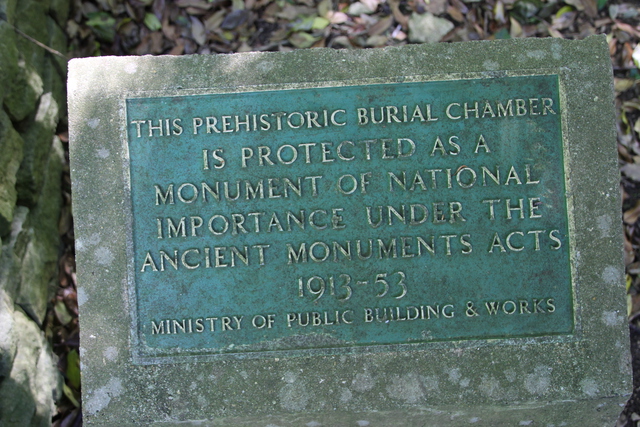 THIS PREHISTORIC BURIAL CHAMBER
IS PROTECTED AS A
MONUMENT OF NATIONAL
IMPORTANCE UNDER THE
ANCIENT MONUMENTS ACTS
1913-53
MINISTRY OF PUBLIC BUILDING & WORKS